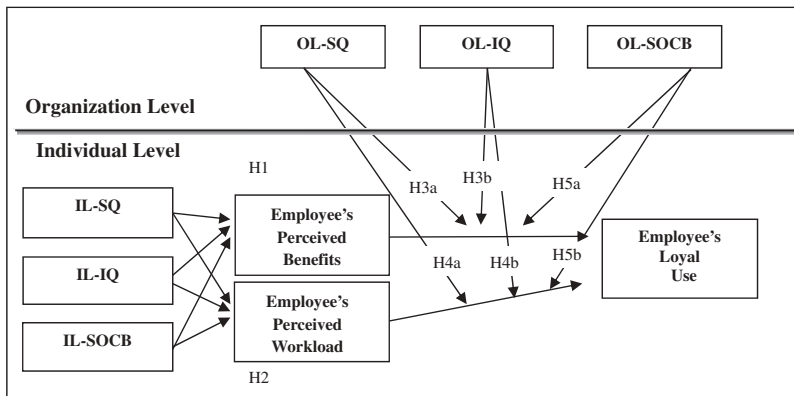 OL-SQ
OL-IQ
OL-SOCB
Organization Level
Individual Level
H1
H3a
H3b
H5a
IL-SQ
Employee's
Perceived
Benefits
Employee's
Loyal
Use
H4a
H4b
H5b
IL-IQ
Employee's
Perceived
Workload
IL-SOCB
H2